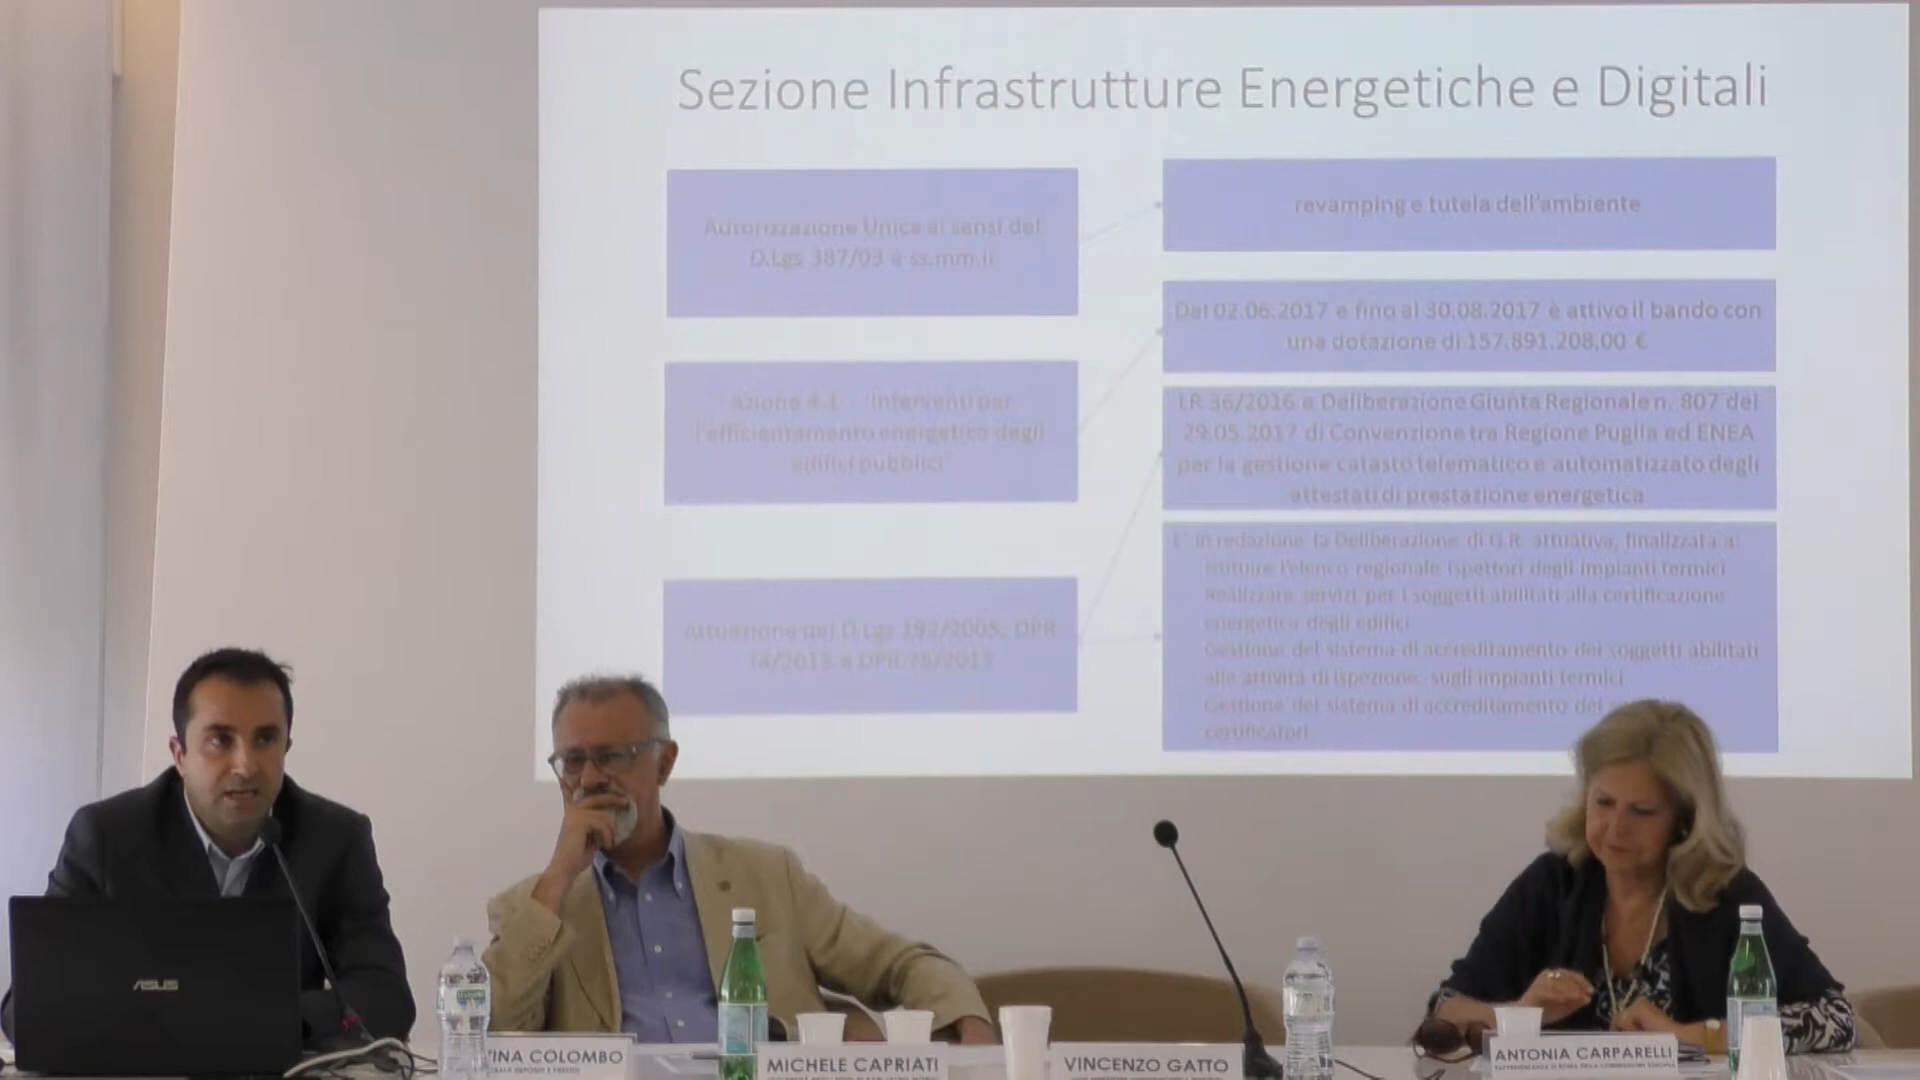 Sezione Infrastrutture Energetiche e Digitali
Autorizzazione Unica ai sensi del
D.Lgs 387/03 e ss.mm.ii
revamping e tutela dell'ambiente
Dal 02.06.2017 e fino al 30.08.2017 è attivo il bando con
una dotazione di 157.891.208,00 €
Azione 4.1 - "Interventi per
l'efficientamento energetico degli
edifici pubblici"
LR 36/2016 e Deliberazione Giunta Regionale n. 807 del
29.05.2017 di Convenzione tra Regione Puglia ed ENEA
per la gestione catasto telematico e automatizzato degli
attestati di prestazione energetica
Attuazione del D.Lgs 192/2005, DPR
74/2013 e DPR 75/2013
E' in redazione la Deliberazione di G.R. attuativa, finalizzata a:
Istituire l'elenco regionale ispettori degli impianti termici
Realizzare servizi per i soggetti abilitati alla certificazione
energetica degli edifici
Gestione del sistema di accreditamento dei soggetti abilitati
alle attività di ispezione sugli impianti termici
Gestione del sistema di accreditamento dei
certificatori
ASUS
TINA COLOMBO
MICHELE CAPRIATI
VINCENZO GATTO
ANTONIA CARPARELLI